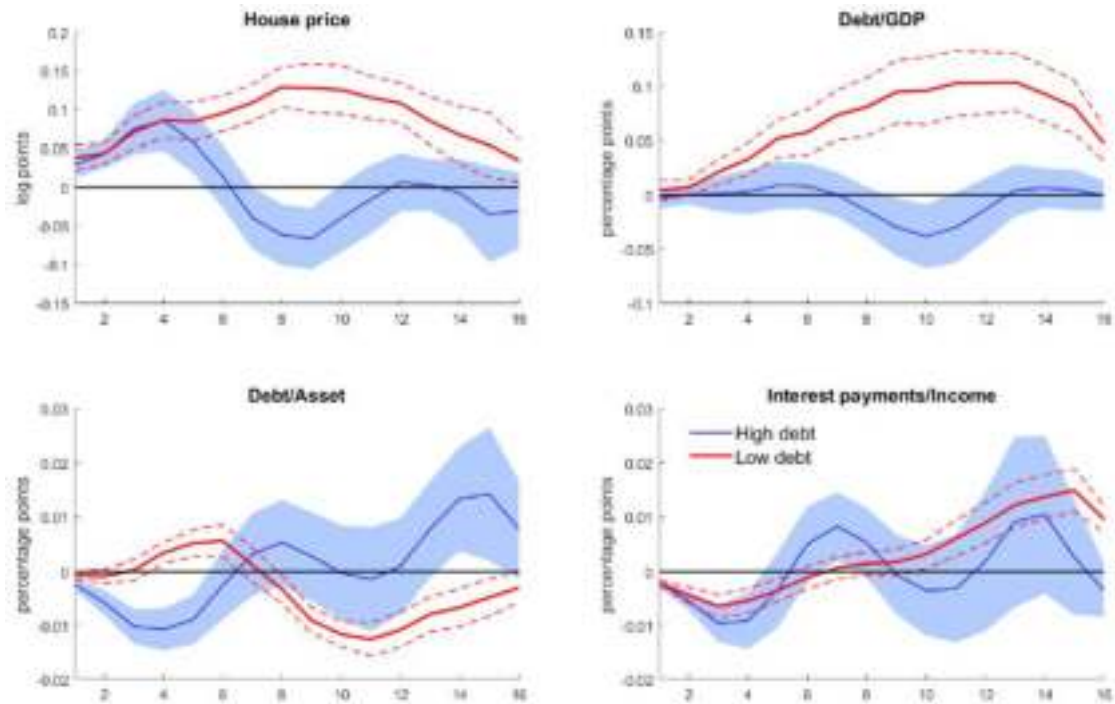 House price
0.2
0.15
0.1
0.05
0
-0.05
-0.1
-0.15
log points
2 4 6 8 10 12 14 16
Debt/GDP
0.15
0.1
0.05
0
-0.05
-0.1
percentage points
2 4 6 8 10 12 14 16
Debt/Asset
0.03
0.02
0.01
0
-0.01
-0.02
percentage points
2 4 6 8 10 12 14 16
Interest payments/Income
High debt
Low debt
0.03
0.02
0.01
0
-0.01
-0.02
percentage points
2 4 6 8 10 12 14 16